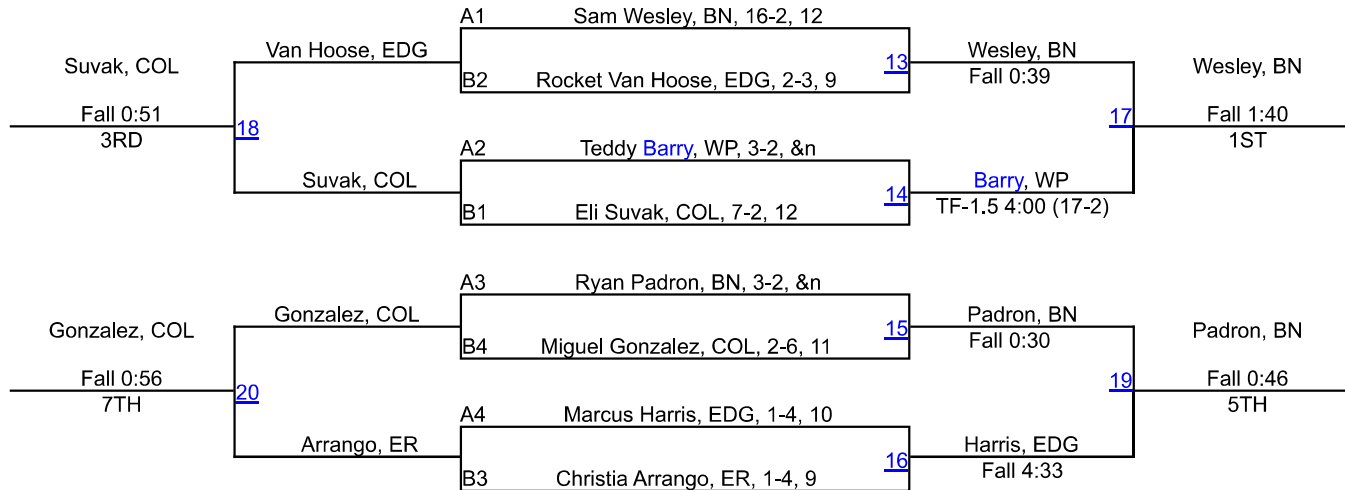 A1 Sam Wesley, BN, 16-2, 12
Van Hoose, EDG
Wesley, BN
Suvak, COL
13
Wesley, BN
B2 Rocket Van Hoose, EDG, 2-3, 9
Fall 0:39
Fall 0:51
18
17
Fall 1:40
3RD
1ST
A2 Teddy Barry, WP, 3-2, &n
Suvak, COL
14
Barry, WP
B1 Eli Suvak, COL, 7-2, 12
TF-1.5 4:00 (17-2)
A3 Ryan Padron, BN, 3-2, &n
Gonzalez, COL
Padron, BN
Gonzalez, COL
15
Padron, BN
B4 Miguel Gonzalez, COL, 2-6, 11
Fall 0:30
Fall 0:56
20
19
Fall 0:46
7TH
5TH
A4 Marcus Harris, EDG, 1-4, 10
Arrango, ER
16
Harris, EDG
B3 Christia Arrango, ER, 1-4, 9
Fall 4:33